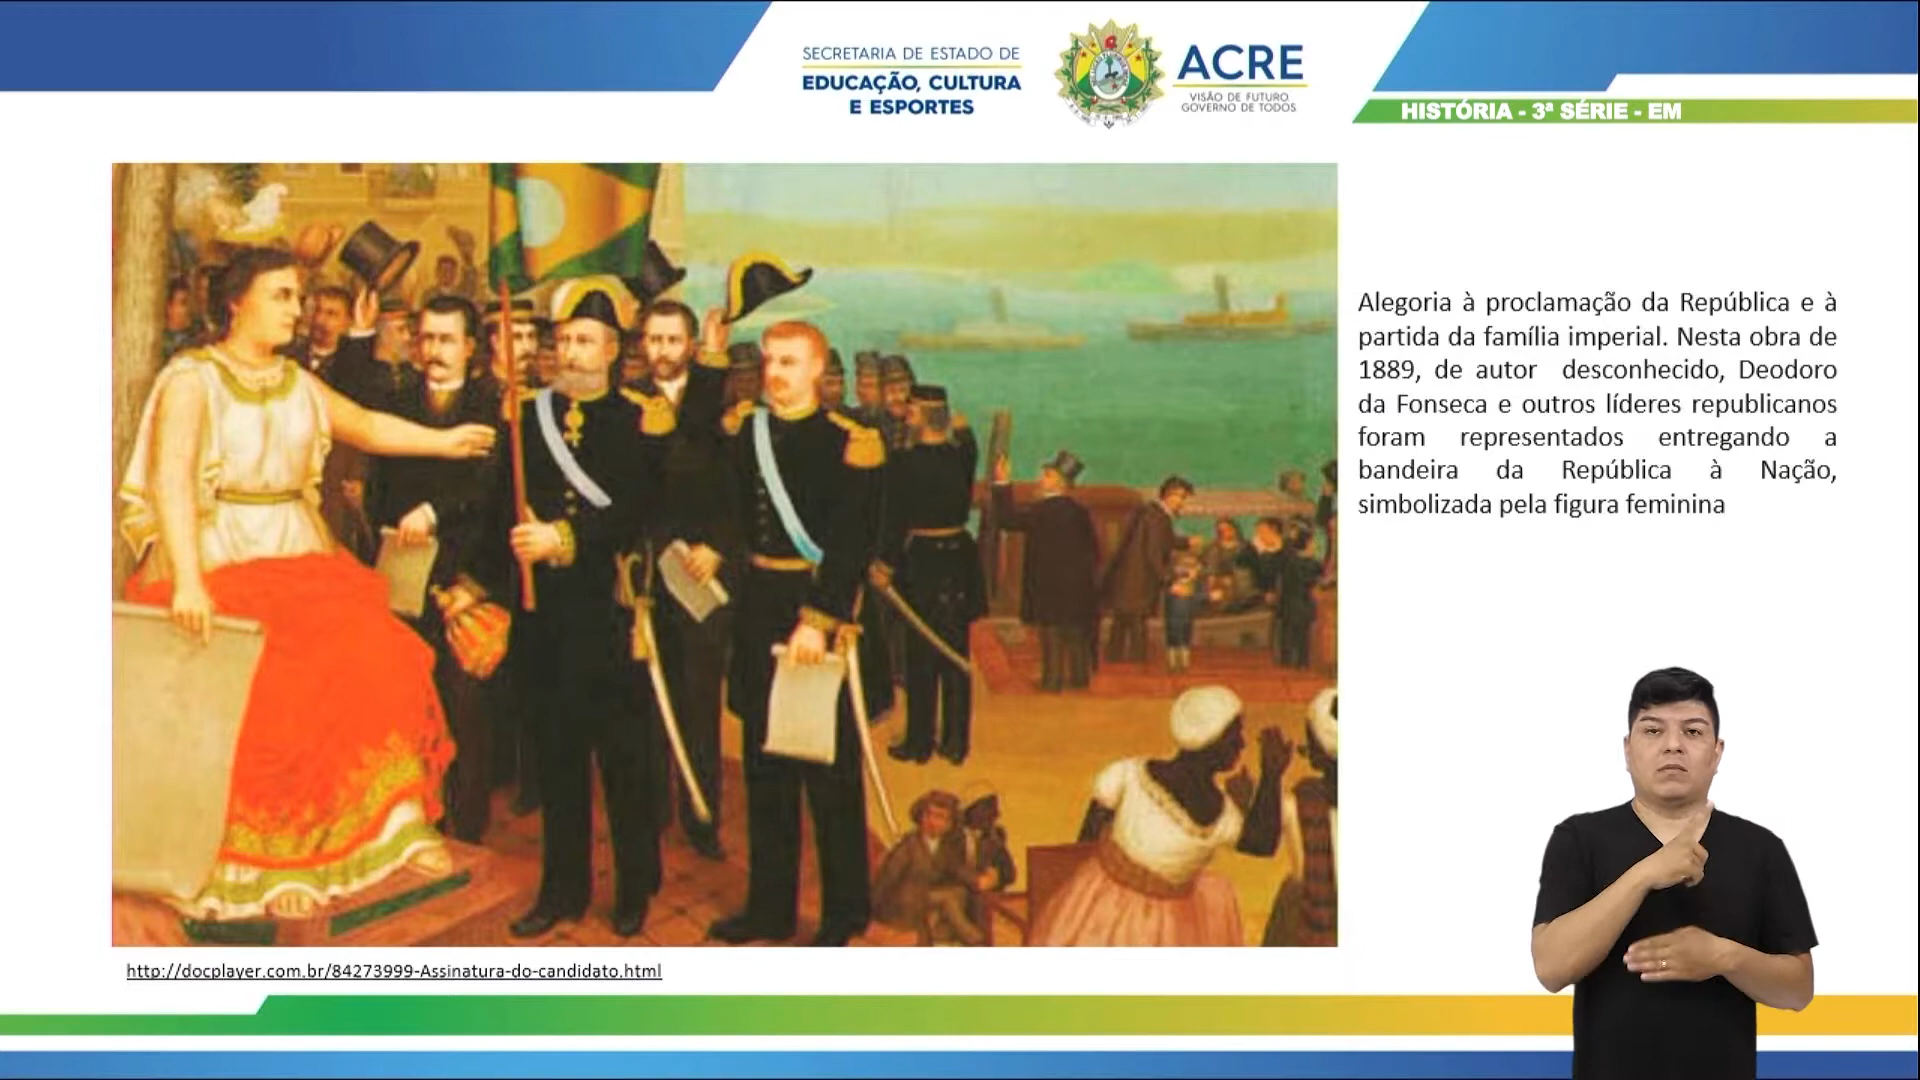 SECRETARIA DE ESTADO DE
EDUCAÇÃO, CULTURA
E ESPORTES
ACRE
VISÃO DE FUTURO.
GOVERNO DE TODOS
HISTÓRIA - 3ª SÉRIE - EM
Alegoria à proclamação da República e à
partida da família imperial. Nesta obra de
1889, de autor desconhecido, Deodoro
da Fonseca e outros líderes republicanos
foram representados entregando a
bandeira da República à Nação,
simbolizada pela figura feminina
http://docplayer.com.br/84273999-Assinatura-do-candidato.html